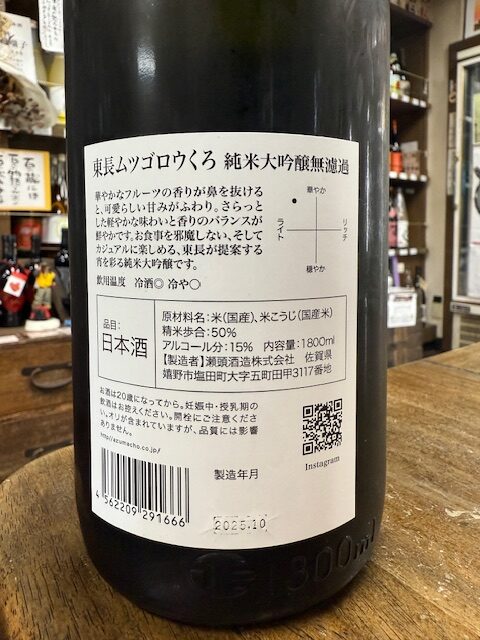 東長ムツゴロウくろ 純米大吟醸無濾過
華やかなフルーツの香りが鼻を抜ける
と、可愛らしい甘みがふわり。さらっと
した軽やかな味わいと香りのバランスが
鮮やかです。お食事を邪魔しない、そして
カジュアルに楽しめる、東長が提案する
宵を彩る純米大吟醸です。
飲用温度 冷酒◎ 冷や○
華やか
ライト
リッチ
穏やか
品目:
日本酒
原材料名:米(国産)、米こうじ(国産米)
精米歩合:50%
アルコール分:15% 内容量:1800ml
【製造者】瀬頭酒造株式会社 佐賀県
嬉野市塩田町大字五町田甲3117番地
お酒は20歳になってから。妊娠中・授乳期の
飲酒はお控えください。開栓にご注意くださ
い。オリが含まれていますが、品質には影響
ありません。
http://azumacho.co.jp/
Instagram
4 562209 291666
製造年月
2025.10